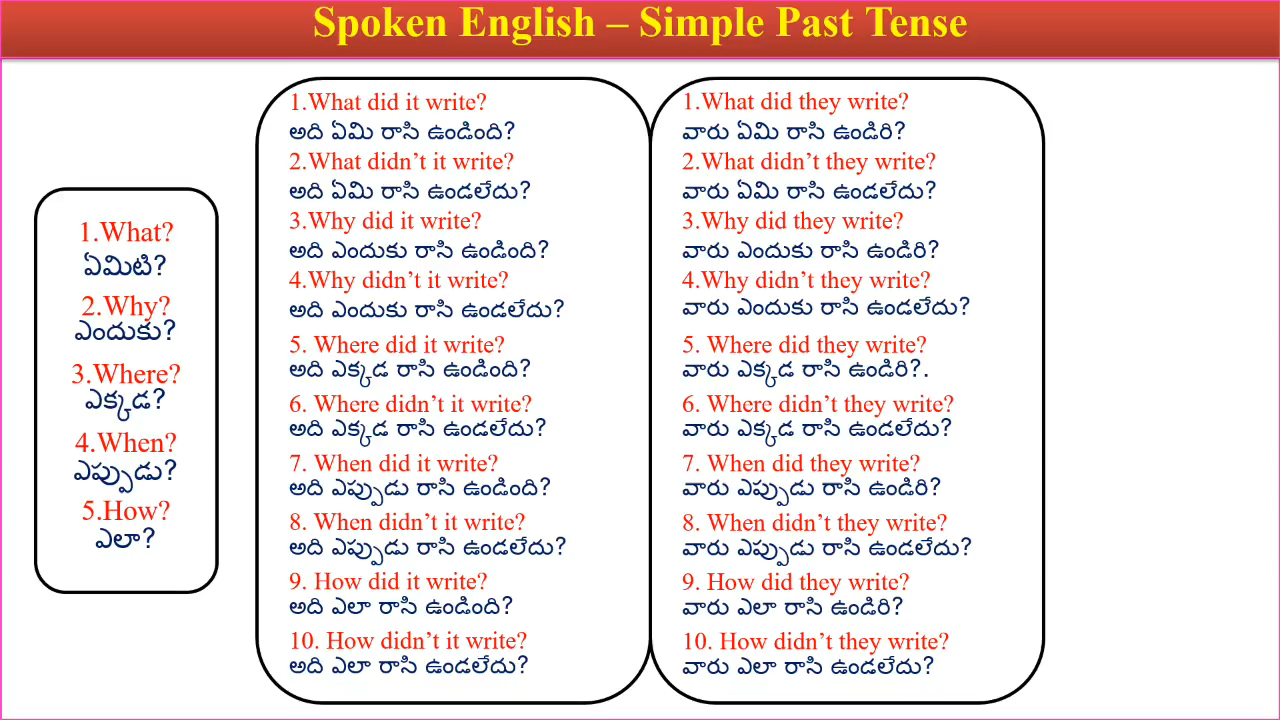 Spoken English – Simple Past Tense
1.What?
ఏమిటి?
2.Why?
ఎందుకు?
3.Where?
ఎక్కడ?
4.When?
ఎప్పుడు?
5.How?
ఎలా?
1.What did it write?
అది ఏమి రాసి ఉండింది?
2.What didn’t it write?
అది ఏమి రాసి ఉండలేదు?
3.Why did it write?
అది ఎందుకు రాసి ఉండింది?
4.Why didn’t it write?
అది ఎందుకు రాసి ఉండలేదు?
5. Where did it write?
అది ఎక్కడ రాసి ఉండింది?
6. Where didn’t it write?
అది ఎక్కడ రాసి ఉండలేదు?
7. When did it write?
అది ఎప్పుడు రాసి ఉండింది?
8. When didn’t it write?
అది ఎప్పుడు రాసి ఉండలేదు?
9. How did it write?
అది ఎలా రాసి ఉండింది?
10. How didn’t it write?
అది ఎలా రాసి ఉండలేదు?
1.What did they write?
వారు ఏమి రాసి ఉండిరి?
2.What didn’t they write?
వారు ఏమి రాసి ఉండలేదు?
3.Why did they write?
వారు ఎందుకు రాసి ఉండిరి?
4.Why didn’t they write?
వారు ఎందుకు రాసి ఉండలేదు?
5. Where did they write?
వారు ఎక్కడ రాసి ఉండిరి?.
6. Where didn’t they write?
వారు ఎక్కడ రాసి ఉండలేదు?
7. When did they write?
వారు ఎప్పుడు రాసి ఉండిరి?
8. When didn’t they write?
వారు ఎప్పుడు రాసి ఉండలేదు?
9. How did they write?
వారు ఎలా రాసి ఉండిరి?
10. How didn’t they write?
వారు ఎలా రాసి ఉండలేదు?